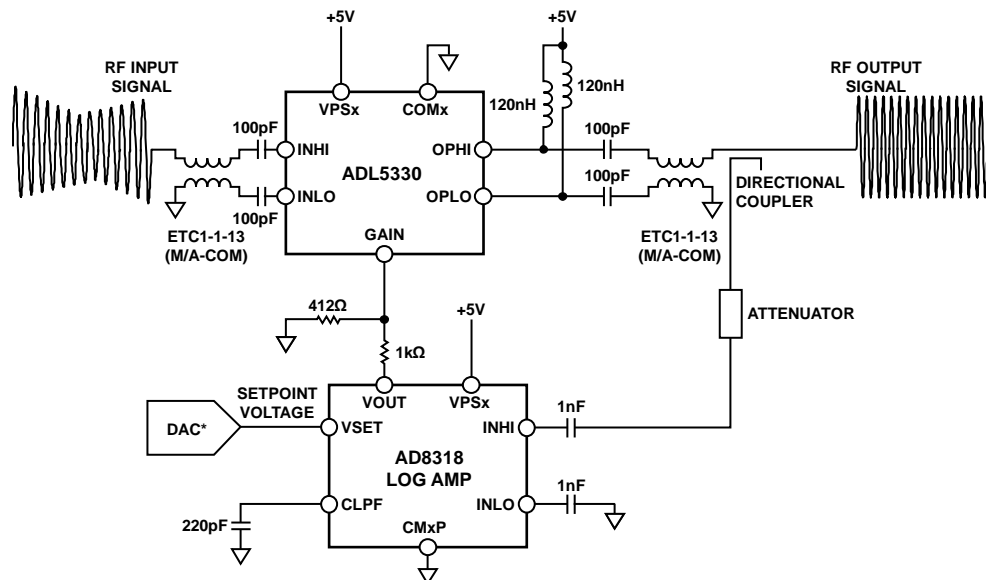 +5V
+5V
RF INPUT
SIGNAL
RF OUTPUT
SIGNAL
VPSx
COMx
120nH
120nH
100pF
100pF
INHI
OPHI
ADL5330
INLO
OPLO
100pF
100pF
DIRECTIONAL
COUPLER
GAIN
ETC1-1-13
(M/A-COM)
ETC1-1-13
(M/A-COM)
412Ω
+5V
ATTENUATOR
1kΩ
SETPOINT
VOLTAGE
VOUT
VPSx
1nF
DAC*
VSET
INHI
AD8318
LOG AMP
1nF
CLPF
INLO
220pF
CMxP